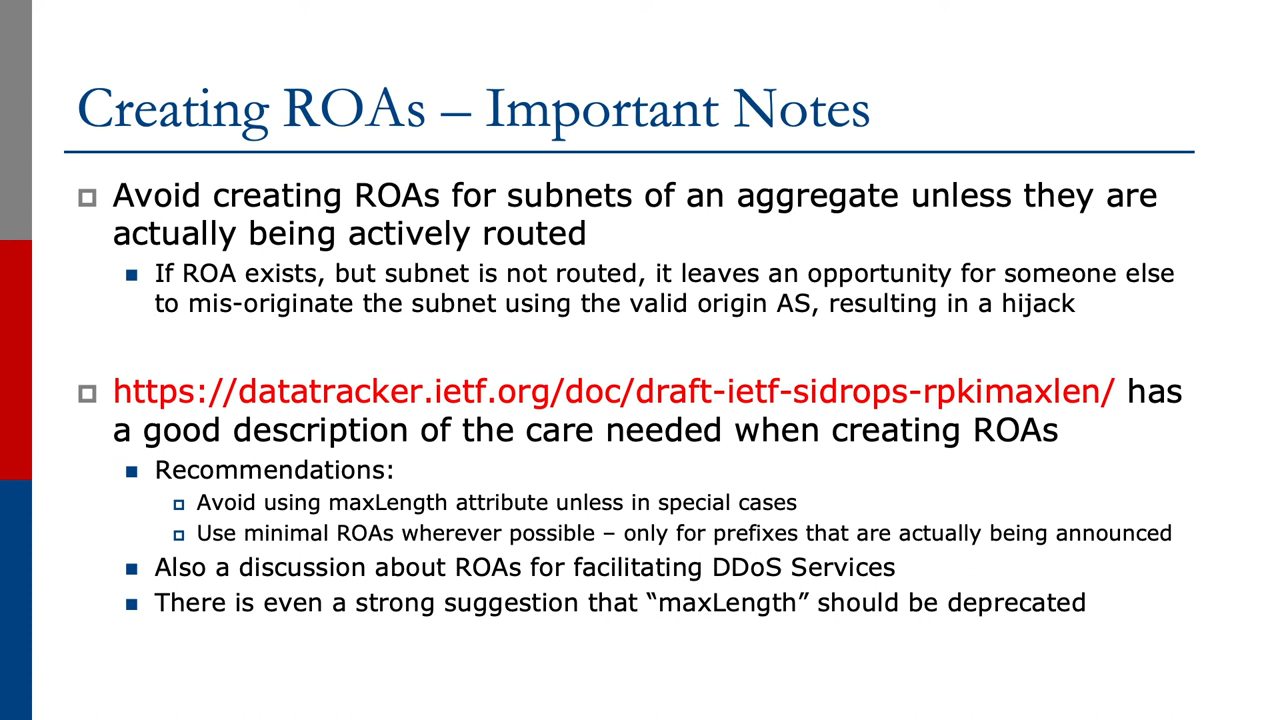 Creating ROAs – Important Notes
Avoid creating ROAs for subnets of an aggregate unless they are
actually being actively routed
If ROA exists, but subnet is not routed, it leaves an opportunity for someone else
to mis-originate the subnet using the valid origin AS, resulting in a hijack
https://datatracker.ietf.org/doc/draft-ietf-sidrops-rpkimaxlen/ has
a good description of the care needed when creating ROAs
Recommendations:
Avoid using maxLength attribute unless in special cases
Use minimal ROAs wherever possible – only for prefixes that are actually being announced
Also a discussion about ROAs for facilitating DDoS Services
There is even a strong suggestion that “maxLength” should be deprecated